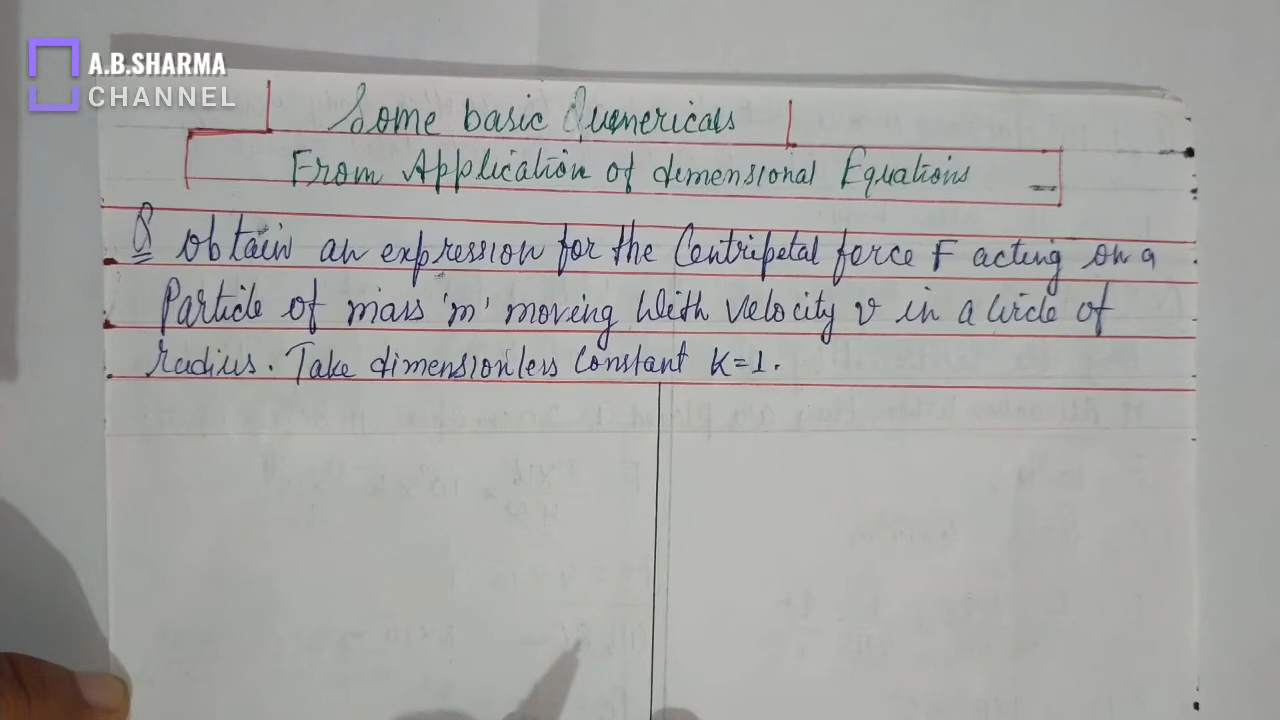 A.B.SHARMA
CHANNEL
Some basic Numericals
From Application of dimensional Equations
Q obtain an expression for the Centripetal force F acting on a
Particle of mass 'm' moving With velocity v in a Circle of
radius. Take dimensionless Constant K=1.